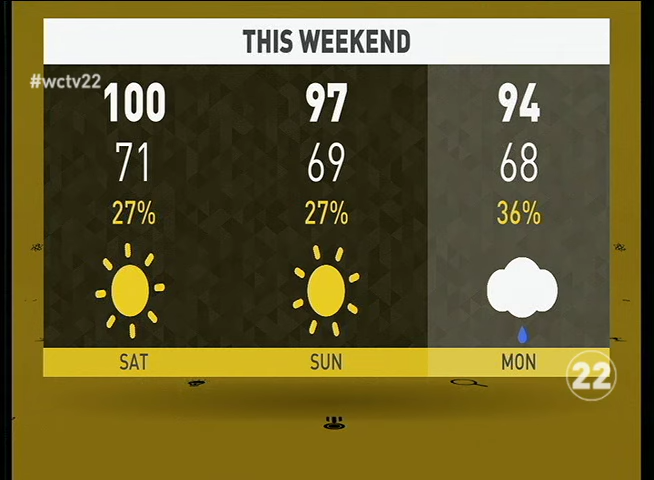 THIS WEEKEND
#wctv22
100 97 94
71 69 68
27% 27% 36%
SAT SUN MON
22